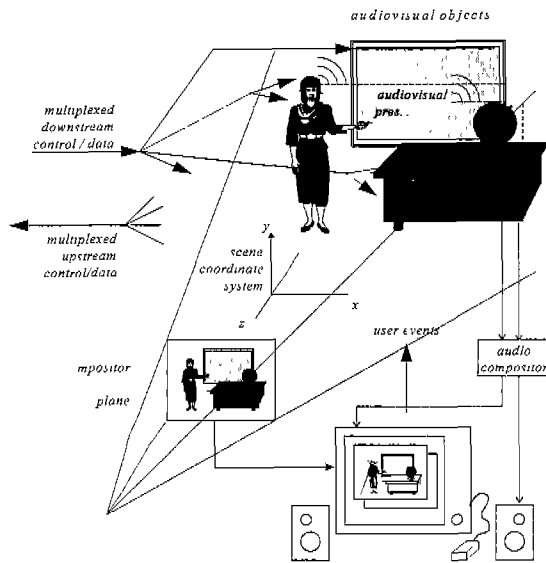 audiovisual objects
audiovisual
pres. .
multiplexed
downstream
control / data
multiplexed
upstream
control/data
y
scene
coordinate
system
x
z
user events
audio
compositor
mpositor
plane